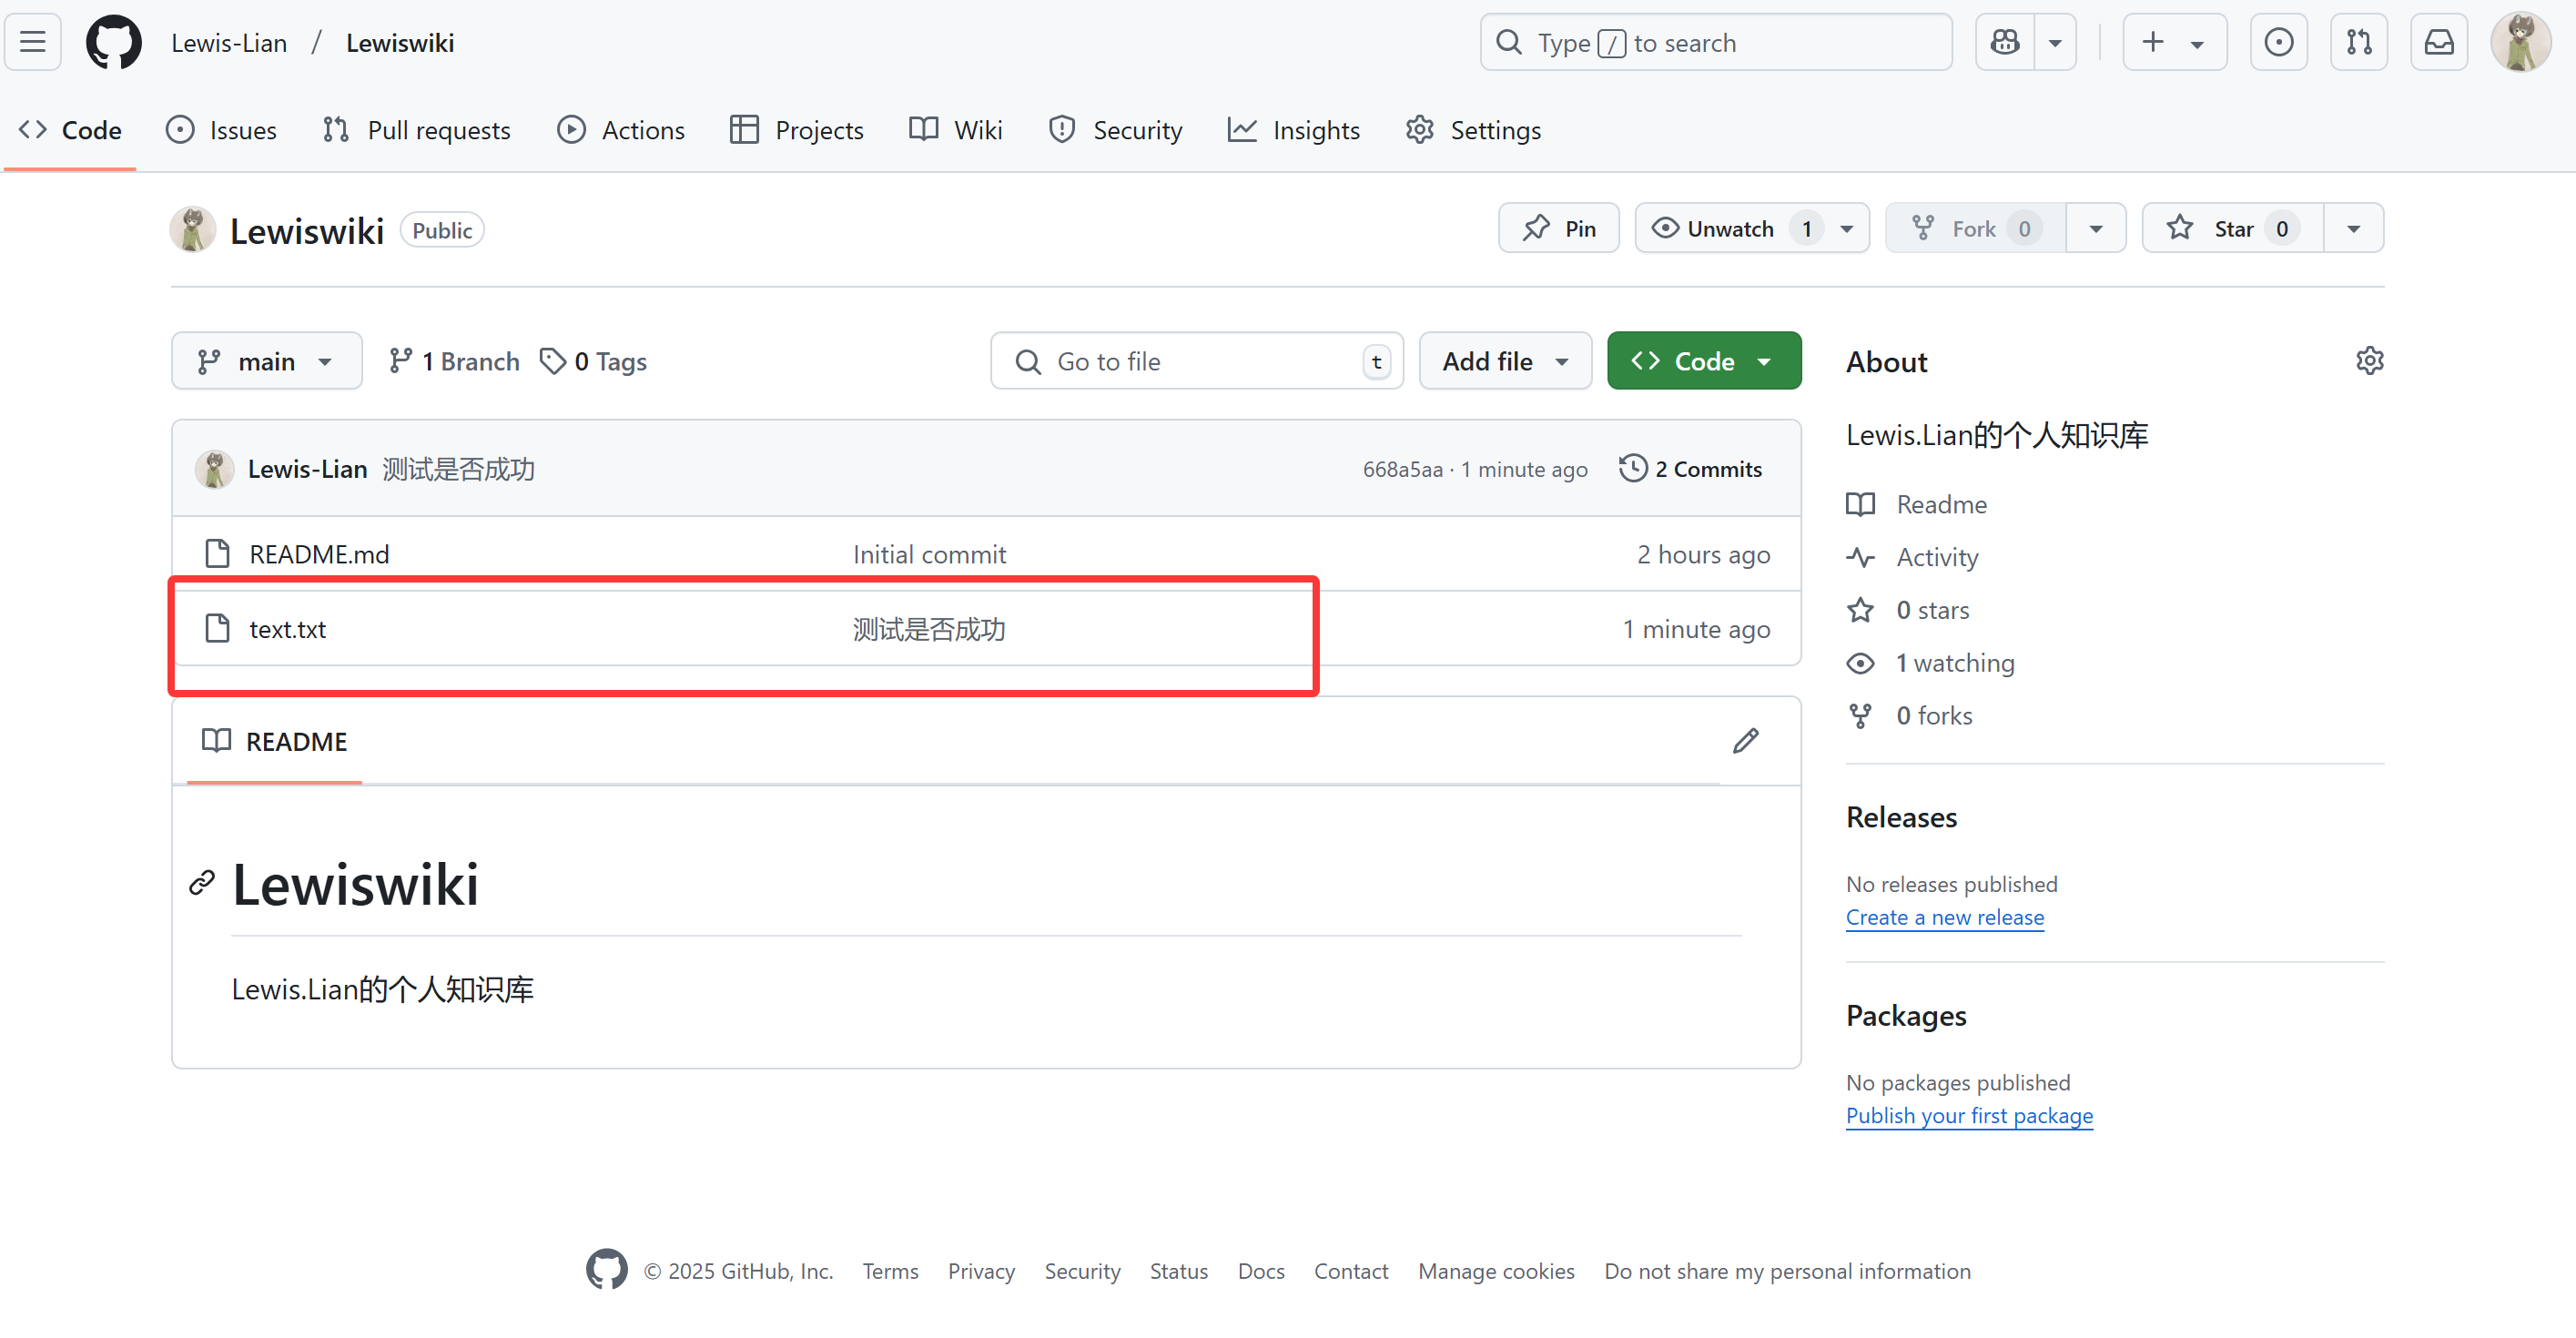 Lewis-Lian / Lewiswiki
Type / to search
Code Issues Pull requests Actions Projects Wiki Security Insights Settings
Lewiswiki Public
Pin Unwatch 1 Fork 0 Star 0
main 1 Branch 0 Tags
Go to file t Add file Code
Lewis-Lian 测试是否成功 668a5aa · 1 minute ago 2 Commits
README.md Initial commit 2 hours ago
text.txt 测试是否成功 1 minute ago
README
Lewiswiki
Lewis.Lian的个人知识库
About
Lewis.Lian的个人知识库
Readme
Activity
0 stars
1 watching
0 forks
Releases
No releases published
Create a new release
Packages
No packages published
Publish your first package
© 2025 GitHub, Inc. Terms Privacy Security Status Docs Contact Manage cookies Do not share my personal information